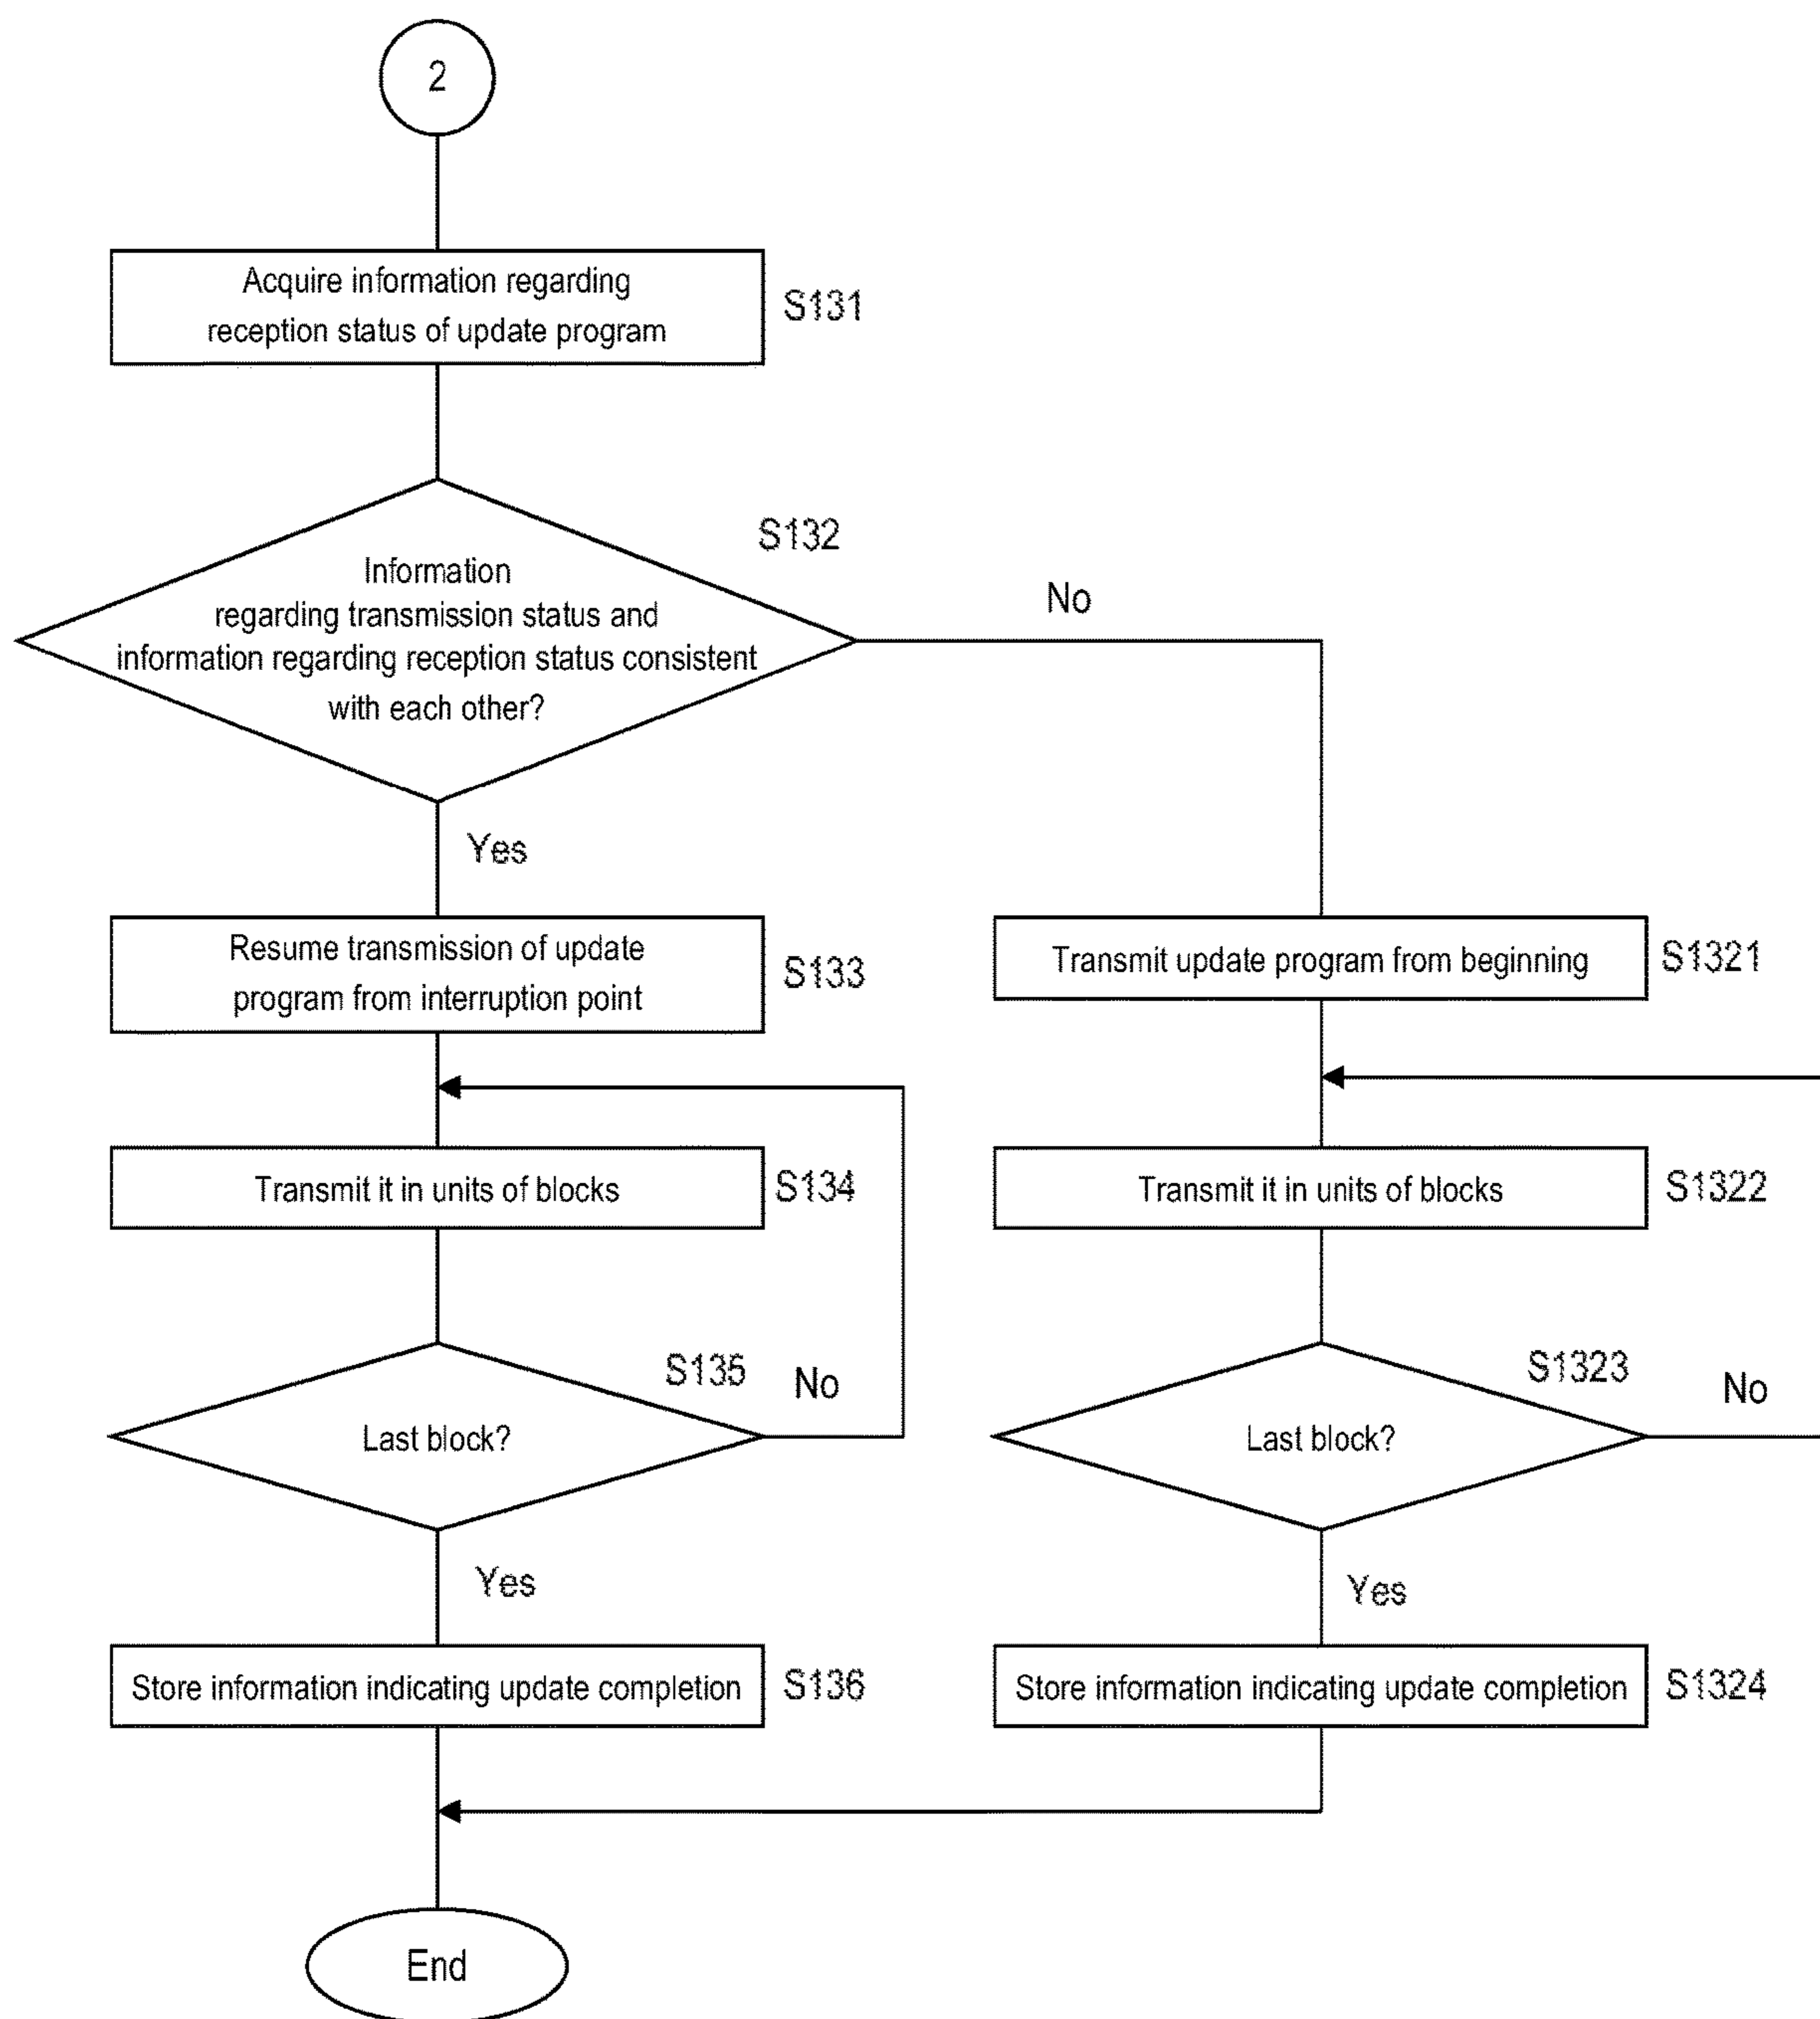 2
Acquire information regarding
reception status of update program
S131
S132
Information
regarding transmission status and
information regarding reception status consistent
with each other?
No
Yes
Resume transmission of update
program from interruption point
S133
Transmit update program from beginning
S1321
Transmit it in units of blocks
S134
Transmit it in units of blocks
S1322
S135
No
Last block?
S1323
No
Last block?
Yes
Yes
Store information indicating update completion
S136
Store information indicating update completion
S1324
End